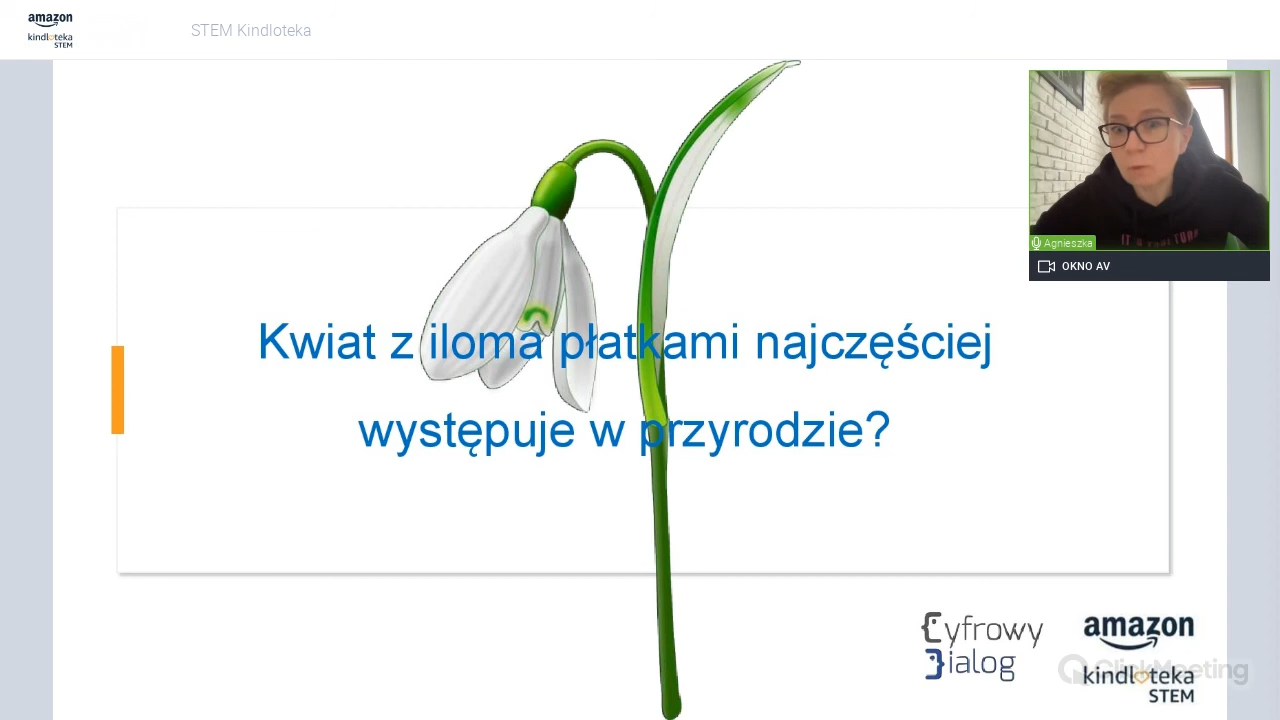 amazon
kindloteka
STEM
STEM Kindloteka
Agnieszka
OKNO AV
Kwiat z iloma płatkami najczęściej
występuje w przyrodzie?
Cyfrowy
Dialog
amazon
ClickMeeting
kindloteka
STEM